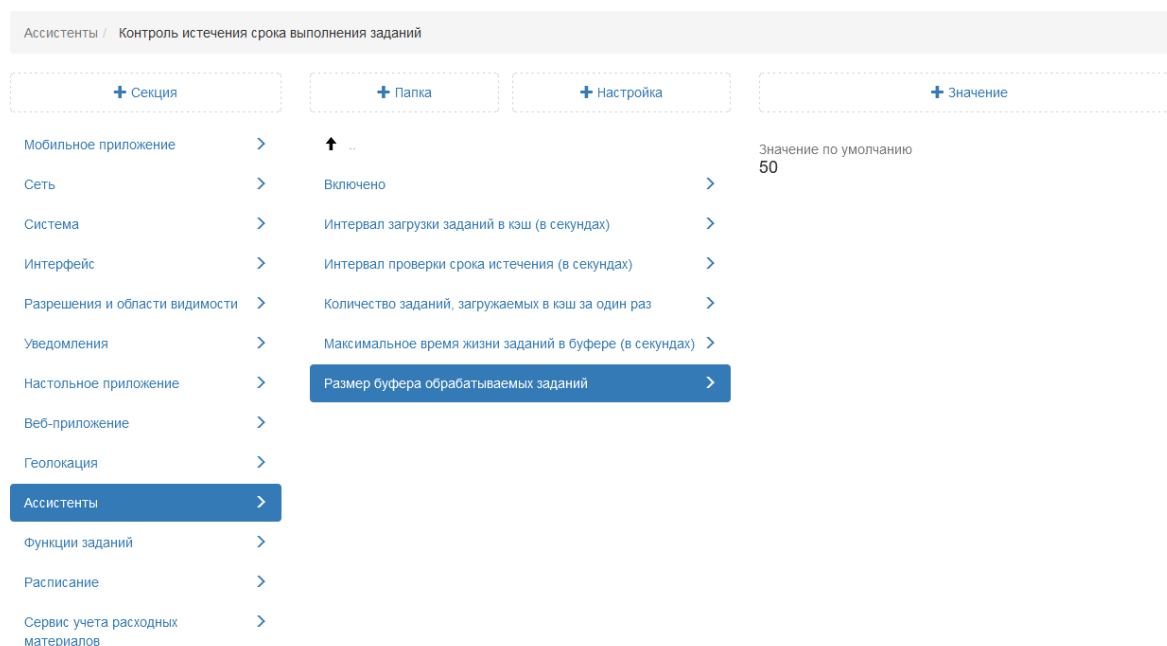 Ассистенты / Контроль истечения срока выполнения заданий
Секция
Папка
Настройка
Значение
Мобильное приложение
Сеть
Система
Интерфейс
Разрешения и области видимости
Уведомления
Настольное приложение
Веб-приложение
Геолокация
Ассистенты
Функции заданий
Расписание
Сервис учета расходных
материалов
..
Включено
Интервал загрузки заданий в кэш (в секундах)
Интервал проверки срока истечения (в секундах)
Количество заданий, загружаемых в кэш за один раз
Максимальное время жизни заданий в буфере (в секундах)
Размер буфера обрабатываемых заданий
Значение по умолчанию
50